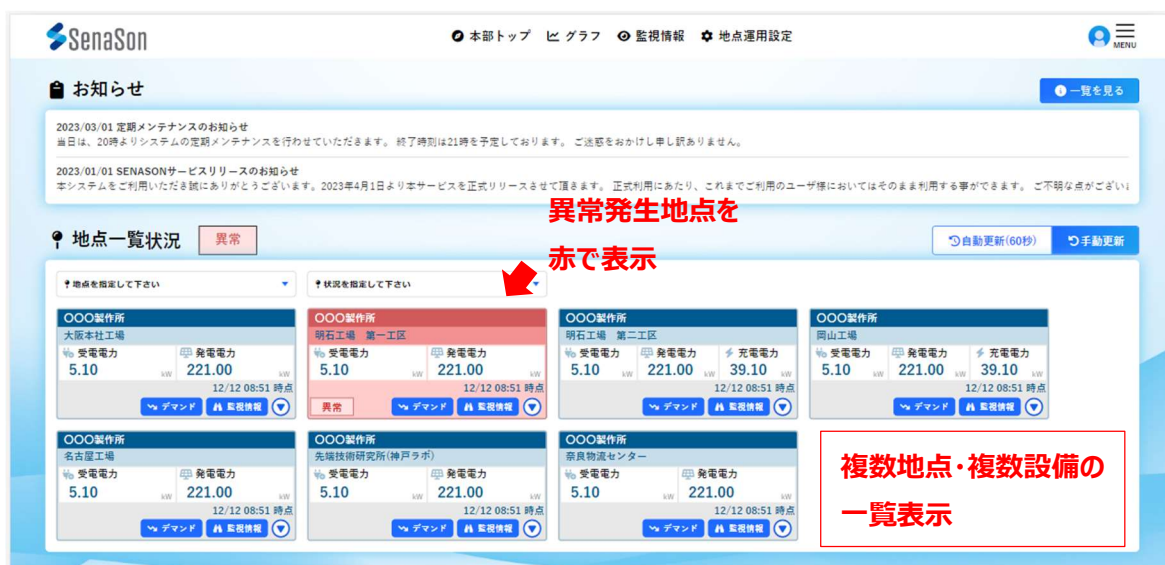 SenaSon
本部トップ グラフ 監視情報 地点運用設定
MENU
お知らせ
一覧を見る
2023/03/01 定期メンテナンスのお知らせ
当日は、20時よりシステムの定期メンテナンスを行わせていただきます。 終了時刻は21時を予定しております。 ご迷惑をおかけし申し訳ありません。
2023/01/01 SENASONサービスリリースのお知らせ
本システムをご利用いただき誠にありがとうございます。2023年4月1日より本サービスを正式リリースさせて頂きます。 正式利用にあたり、これまでご利用のユーザ様においてはそのまま利用する事ができます。 ご不明な点がござい
異常発生地点を
赤で表示
地点一覧状況 異常
自動更新(60秒) 手動更新
地点を指定して下さい 状況を指定して下さい
〇〇〇製作所
大阪本社工場
受電電力 発電電力
5.10 kW 221.00 kW
12/12 08:51 時点
デマンド 監視情報
〇〇〇製作所
明石工場 第一工区
受電電力 発電電力
5.10 kW 221.00 kW
12/12 08:51 時点
異常 デマンド 監視情報
〇〇〇製作所
明石工場 第二工区
受電電力 発電電力 充電電力
5.10 kW 221.00 kW 39.10 kW
12/12 08:51 時点
デマンド 監視情報
〇〇〇製作所
岡山工場
受電電力 発電電力 充電電力
5.10 kW 221.00 kW 39.10 kW
12/12 08:51 時点
デマンド 監視情報
〇〇〇製作所
名古屋工場
受電電力 発電電力
5.10 kW 221.00 kW
12/12 08:51 時点
デマンド 監視情報
〇〇〇製作所
先端技術研究所(神戸ラボ)
受電電力 発電電力
5.10 kW 221.00 kW
12/12 08:51 時点
デマンド 監視情報
〇〇〇製作所
奈良物流センター
受電電力 発電電力
5.10 kW 221.00 kW
12/12 08:51 時点
デマンド 監視情報
複数地点・複数設備の
一覧表示